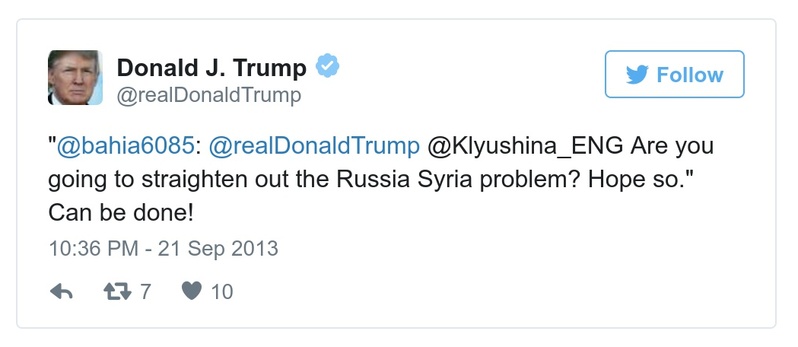 Donald J. Trump
@realDonaldTrump
Follow
"@bahia6085: @realDonaldTrump @Klyushina_ENG Are you
going to straighten out the Russia Syria problem? Hope so."
Can be done!
10:36 PM - 21 Sep 2013
7
10